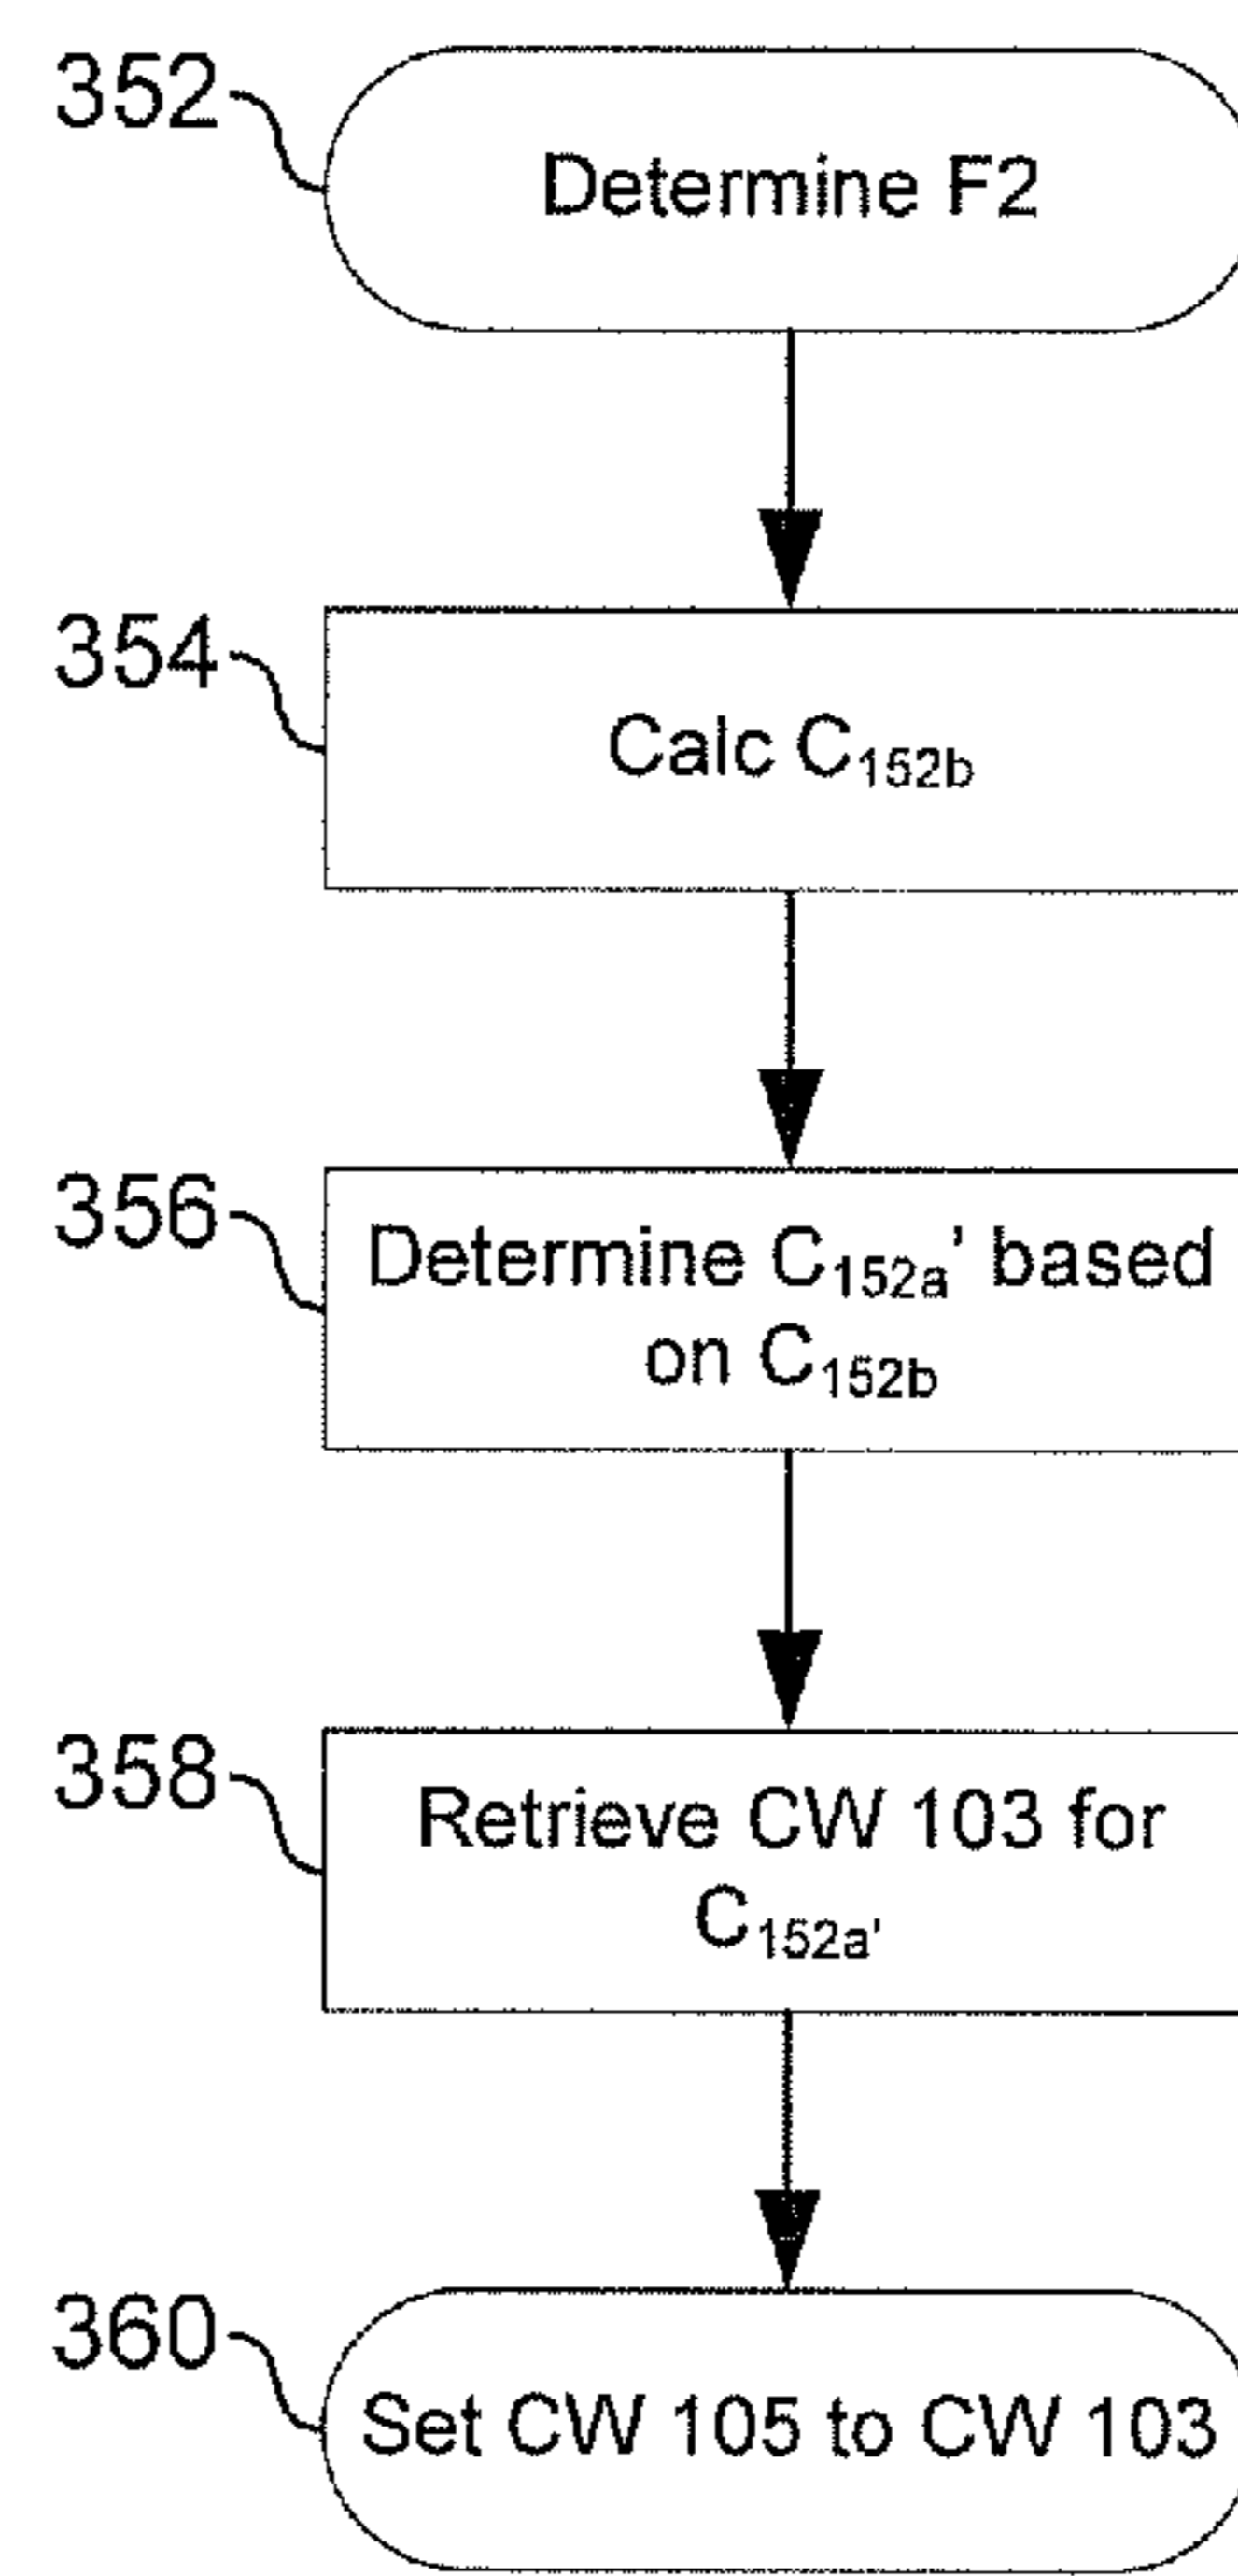 352
Determine F2
354
Calc C152b
356
Determine C152a’ based
on C152b
358
Retrieve CW 103 for
C152a'
360
Set CW 105 to CW 103